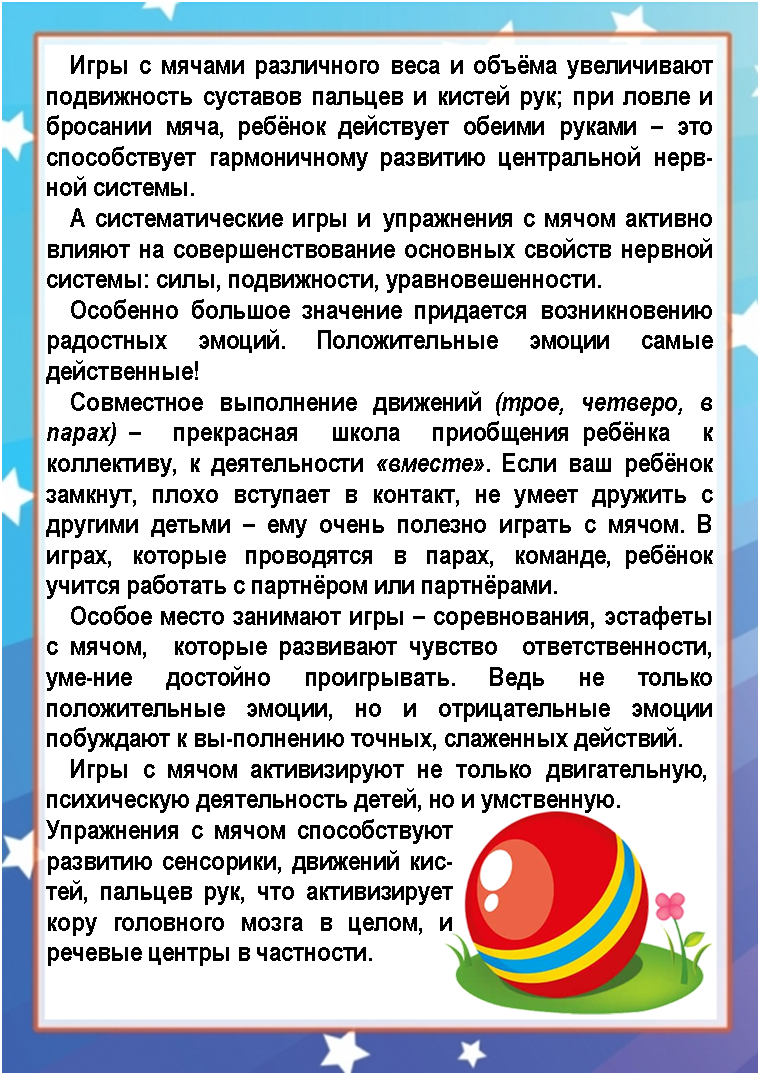 Игры с мячами различного веса и объёма увеличивают
подвижность суставов пальцев и кистей рук; при ловле и
бросании мяча, ребёнок действует обеими руками – это
способствует гармоничному развитию центральной нерв-
ной системы.
А систематические игры и упражнения с мячом активно
влияют на совершенствование основных свойств нервной
системы: силы, подвижности, уравновешенности.
Особенно большое значение придается возникновению
радостных эмоций. Положительные эмоции самые
действенные!
Совместное выполнение движений (трое, четверо, в
парах) – прекрасная школа приобщения ребёнка к
коллективу, к деятельности «вместе». Если ваш ребёнок
замкнут, плохо вступает в контакт, не умеет дружить с
другими детьми – ему очень полезно играть с мячом. В
играх, которые проводятся в парах, команде, ребёнок
учится работать с партнёром или партнёрами.
Особое место занимают игры – соревнования, эстафеты
с мячом, которые развивают чувство ответственности,
уме-ние достойно проигрывать. Ведь не только
положительные эмоции, но и отрицательные эмоции
побуждают к вы-полнению точных, слаженных действий.
Игры с мячом активизируют не только двигательную,
психическую деятельность детей, но и умственную.
Упражнения с мячом способствуют
развитию сенсорики, движений кис-
тей, пальцев рук, что активизирует
кору головного мозга в целом, и
речевые центры в частности.